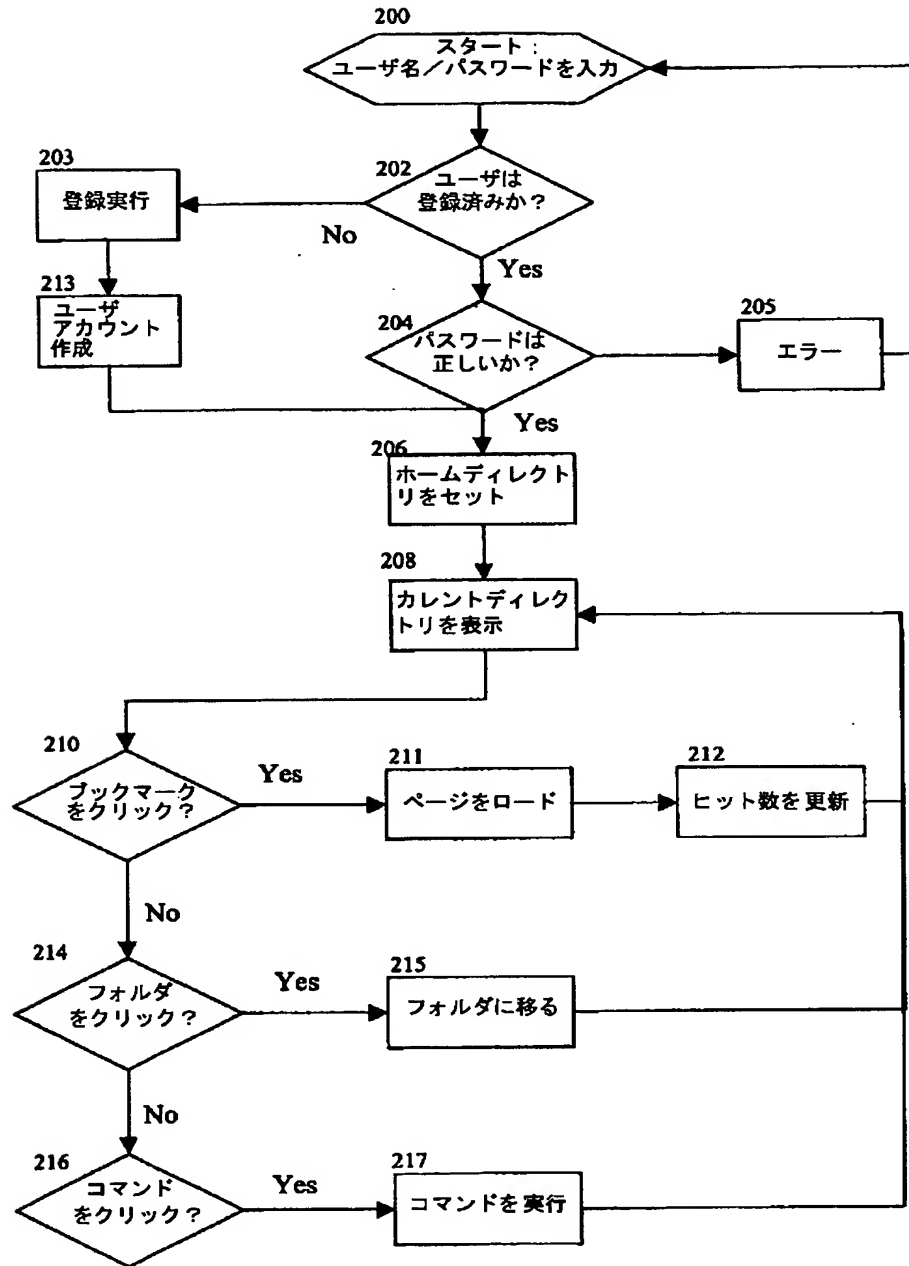 200
スタート：
ユーザ名／パスワードを入力
203
202
ユーザは
登録済みか？
登録実行
No
Yes
213
ユーザ
アカウント
作成
204
パスワードは
正しいか？
205
エラー
Yes
206
ホームディレクト
リをセット
208
カレントディレク
トリを表示
210
ブックマーク
をクリック？
Yes
211
ページをロード
212
ヒット数を更新
No
214
フォルダ
をクリック？
Yes
215
フォルダに移る
No
216
コマンド
をクリック？
Yes
217
コマンドを実行